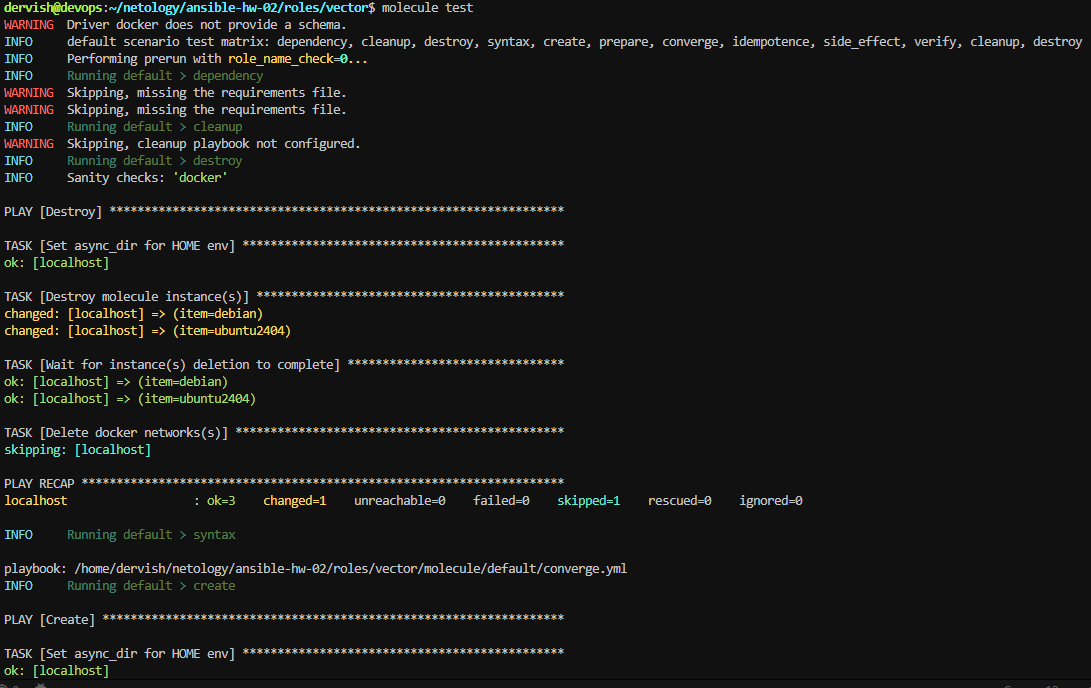 dervish@devops:~/netology/ansible-hw-02/roles/vector$ molecule test
WARNING  Driver docker does not provide a schema.
INFO     default scenario test matrix: dependency, cleanup, destroy, syntax, create, prepare, converge, idempotence, side_effect, verify, cleanup, destroy
INFO     Performing prerun with role_name_check=0...
INFO     Running default > dependency
WARNING  Skipping, missing the requirements file.
WARNING  Skipping, missing the requirements file.
INFO     Running default > cleanup
WARNING  Skipping, cleanup playbook not configured.
INFO     Running default > destroy
INFO     Sanity checks: 'docker'
PLAY [Destroy] *****************************************************************
TASK [Set async_dir for HOME env] **********************************************
ok: [localhost]
TASK [Destroy molecule instance(s)] ********************************************
changed: [localhost] => (item=debian)
changed: [localhost] => (item=ubuntu2404)
TASK [Wait for instance(s) deletion to complete] *******************************
ok: [localhost] => (item=debian)
ok: [localhost] => (item=ubuntu2404)
TASK [Delete docker networks(s)] ***********************************************
skipping: [localhost]
PLAY RECAP *********************************************************************
localhost                  : ok=3    changed=1    unreachable=0    failed=0    skipped=1    rescued=0    ignored=0
INFO     Running default > syntax
playbook: /home/dervish/netology/ansible-hw-02/roles/vector/molecule/default/converge.yml
INFO     Running default > create
PLAY [Create] ******************************************************************
TASK [Set async_dir for HOME env] **********************************************
ok: [localhost]